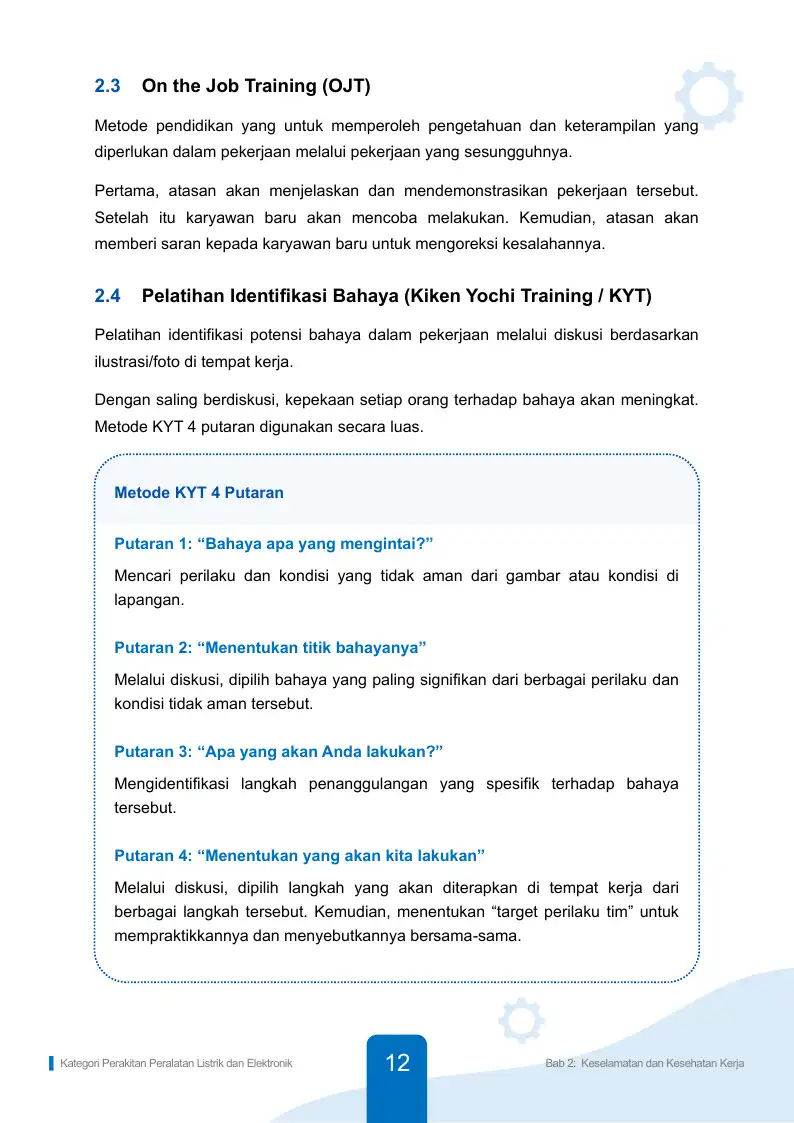 2.3 On the Job Training (OJT)
Metode pendidikan yang untuk memperoleh pengetahuan dan keterampilan yang
diperlukan dalam pekerjaan melalui pekerjaan yang sesungguhnya.
Pertama, atasan akan menjelaskan dan mendemonstrasikan pekerjaan tersebut.
Setelah itu karyawan baru akan mencoba melakukan. Kemudian, atasan akan
memberi saran kepada karyawan baru untuk mengoreksi kesalahannya.
2.4 Pelatihan Identifikasi Bahaya (Kiken Yochi Training / KYT)
Pelatihan identifikasi potensi bahaya dalam pekerjaan melalui diskusi berdasarkan
ilustrasi/foto di tempat kerja.
Dengan saling berdiskusi, kepekaan setiap orang terhadap bahaya akan meningkat.
Metode KYT 4 putaran digunakan secara luas.
Metode KYT 4 Putaran
Putaran 1: “Bahaya apa yang mengintai?”
Mencari perilaku dan kondisi yang tidak aman dari gambar atau kondisi di
lapangan.
Putaran 2: “Menentukan titik bahayanya”
Melalui diskusi, dipilih bahaya yang paling signifikan dari berbagai perilaku dan
kondisi tidak aman tersebut.
Putaran 3: “Apa yang akan Anda lakukan?”
Mengidentifikasi langkah penanggulangan yang spesifik terhadap bahaya
tersebut.
Putaran 4: “Menentukan yang akan kita lakukan”
Melalui diskusi, dipilih langkah yang akan diterapkan di tempat kerja dari
berbagai langkah tersebut. Kemudian, menentukan “target perilaku tim” untuk
mempraktikkannya dan menyebutkannya bersama-sama.
Kategori Perakitan Peralatan Listrik dan Elektronik
12
Bab 2: Keselamatan dan Kesehatan Kerja